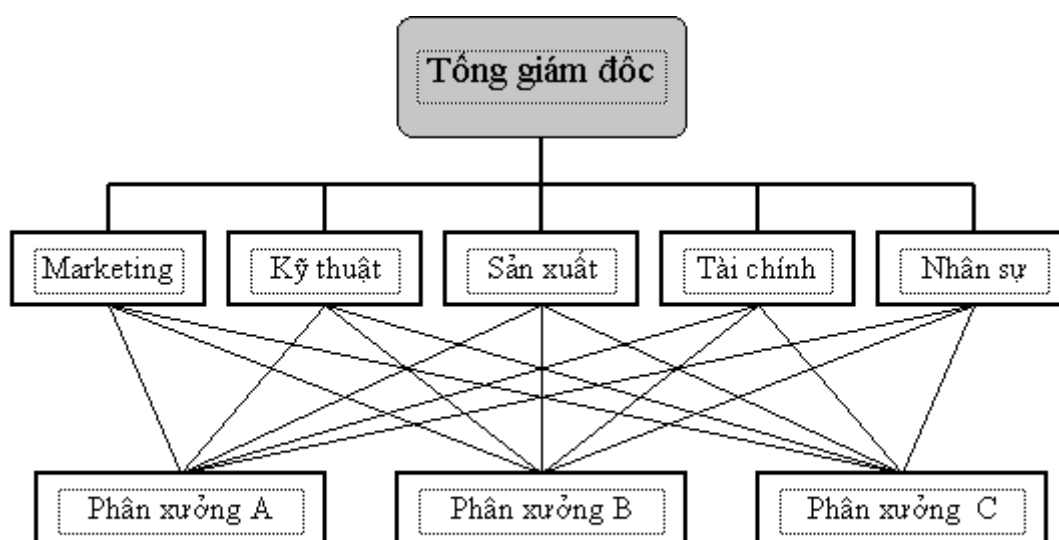 Tổng giám đốc
Marketing
Kỹ thuật
Sản xuất
Tài chính
Nhân sự
Phân xưởng A
Phân xưởng B
Phân xưởng C